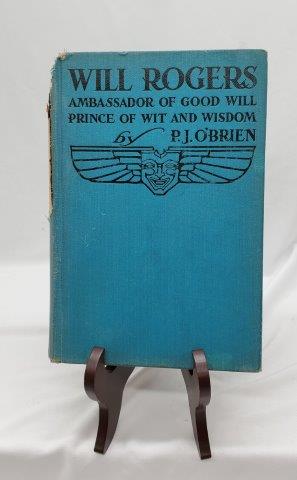 WILL ROGERS
AMBASSADOR OF GOOD WILL
PRINCE OF WIT AND WISDOM
by P.J. O'BRIEN